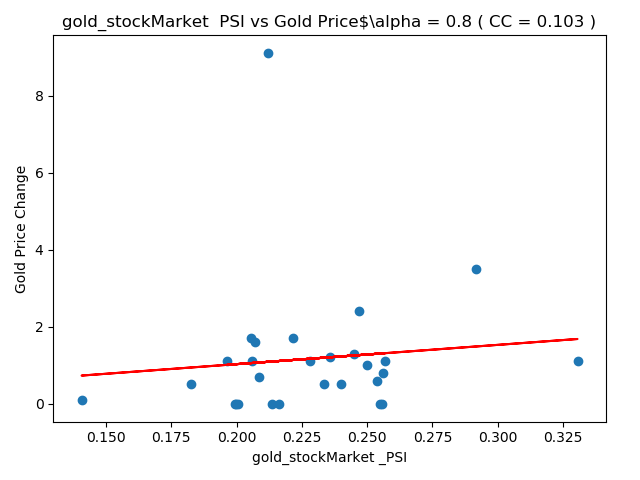 gold_stockMarket  PSI vs Gold Price$\alpha = 0.8 ( CC = 0.103 )
8
6
4
2
0
Gold Price Change
0.150 0.175 0.200 0.225 0.250 0.275 0.300 0.325
gold_stockMarket _PSI